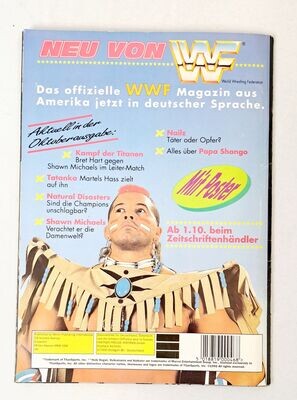 NEU VON WF
World Wrestling Federation
Das offizielle WWF Magazin aus
Amerika jetzt in deutscher Sprache.
Aktuell in der
Oktoberausgabe:
Kampf der Titanen
Bret Hart gegen
Shawn Michaels im Leiter-Match
Tatanka Martels Hass zielt
auf ihn
Natural Disasters
Sind die Champions
unschlagbar?
Shawn Michaels
Verachtet er die
Damenwelt?
Nailz
Täter oder Opfer?
Alles über Papa Shango
Mit Poster
Ab 1.10. beim
Zeitschriftenhändler